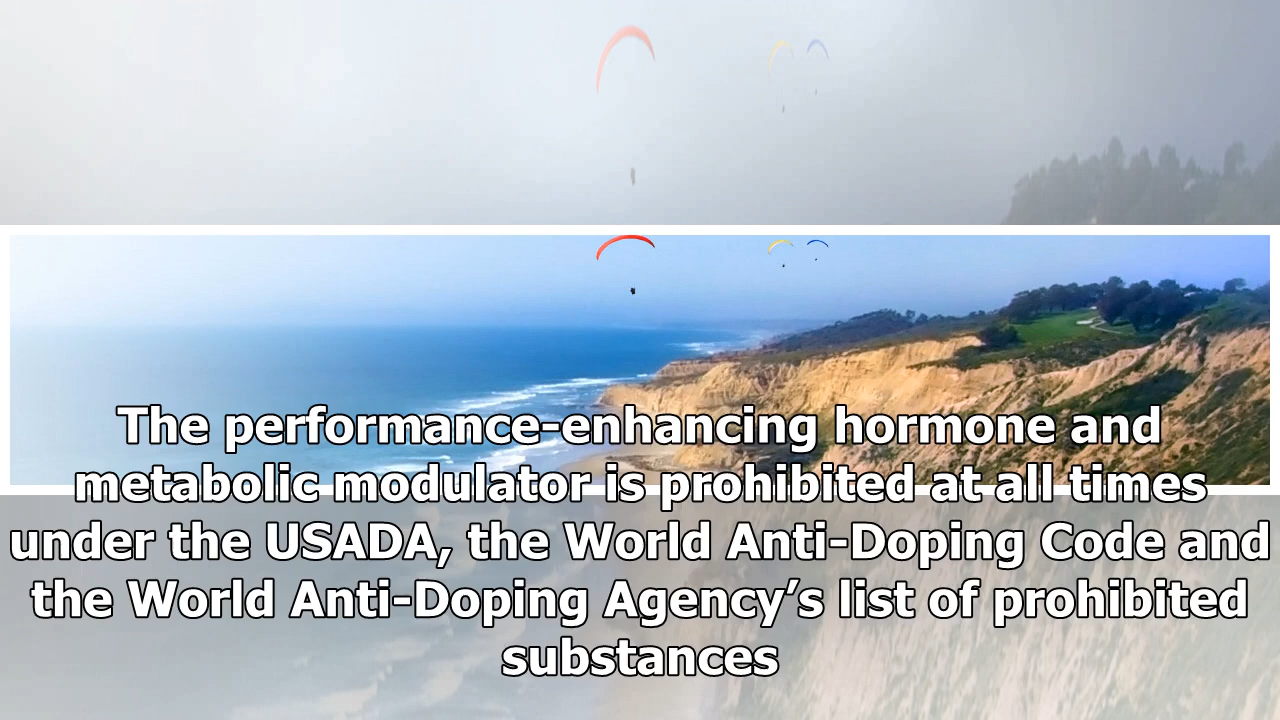 The performance-enhancing hormone and
metabolic modulator is prohibited at all times
under the USADA, the World Anti-Doping Code and
the World Anti-Doping Agency’s list of prohibited
substances